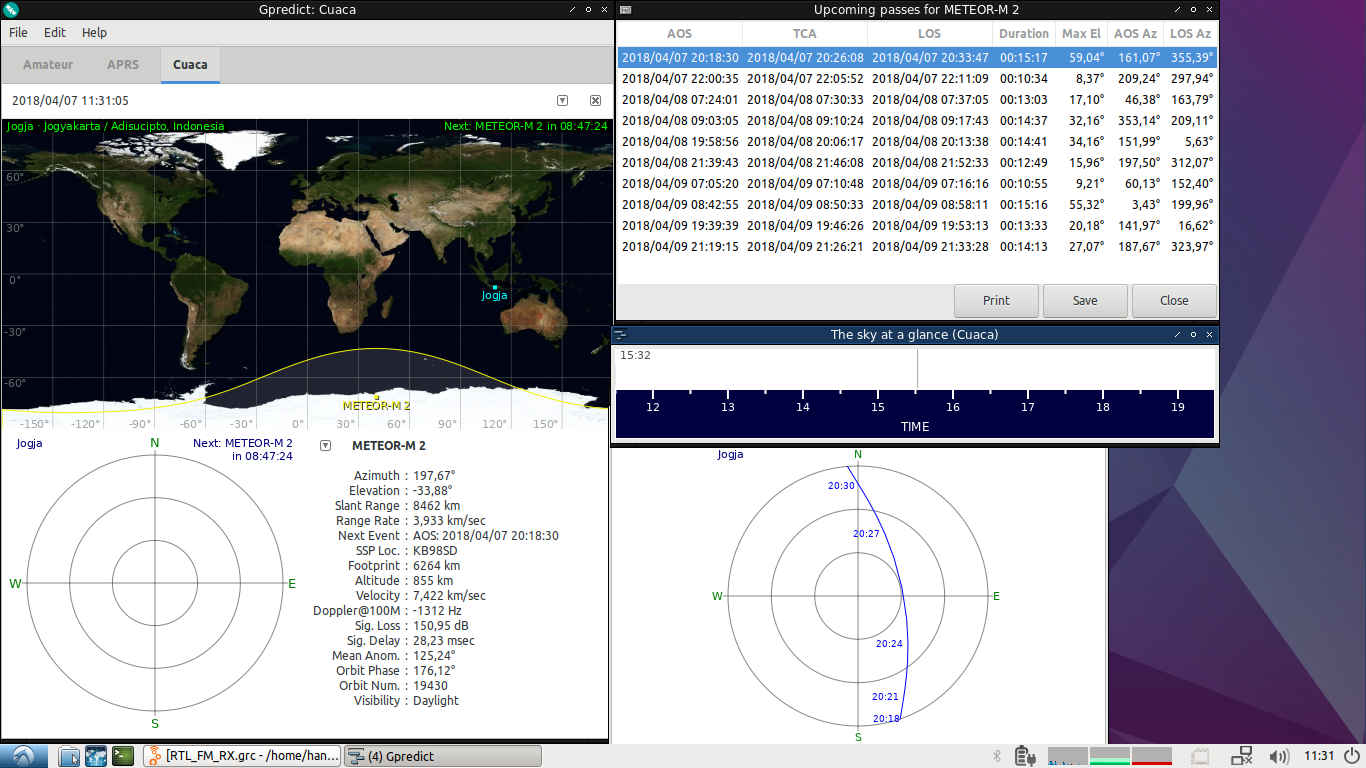 Gpredict: Cuaca
File Edit Help
Amateur APRS Cuaca
2018/04/07 11:31:05
Jogja · Jogyakarta / Adisucipto, Indonesia Next: METEOR-M 2 in 08:47:24
60°
30°
0°
Jogja
-30°
-60°
METEOR-M 2
-150° -120° -90° -60° -30° 0° 30° 60° 90° 120° 150°
Jogja
Next: METEOR-M 2
in 08:47:24
N
W
E
S
METEOR-M 2
Azimuth : 197,67°
Elevation : -33,88°
Slant Range : 8462 km
Range Rate : 3,933 km/sec
Next Event : AOS: 2018/04/07 20:18:30
SSP Loc. : KB98SD
Footprint : 6264 km
Altitude : 855 km
Velocity : 7,422 km/sec
Doppler@100M : -1312 Hz
Sig. Loss : 150,95 dB
Sig. Delay : 28,23 msec
Mean Anom. : 125,24°
Orbit Phase : 176,12°
Orbit Num. : 19430
Visibility : Daylight
Upcoming passes for METEOR-M 2
AOS TCA LOS Duration Max El AOS Az LOS Az
2018/04/07 20:18:30 2018/04/07 20:26:08 2018/04/07 20:33:47 00:15:17 59,04° 161,07° 355,39°
2018/04/07 22:00:35 2018/04/07 22:05:52 2018/04/07 22:11:09 00:10:34 8,37° 209,24° 297,94°
2018/04/08 07:24:01 2018/04/08 07:30:33 2018/04/08 07:37:05 00:13:03 17,10° 46,38° 163,79°
2018/04/08 09:03:05 2018/04/08 09:10:24 2018/04/08 09:17:43 00:14:37 32,16° 353,14° 209,11°
2018/04/08 19:58:56 2018/04/08 20:06:17 2018/04/08 20:13:38 00:14:41 34,16° 151,99° 5,63°
2018/04/08 21:39:43 2018/04/08 21:46:08 2018/04/08 21:52:33 00:12:49 15,96° 197,50° 312,07°
2018/04/09 07:05:20 2018/04/09 07:10:48 2018/04/09 07:16:16 00:10:55 9,21° 60,13° 152,40°
2018/04/09 08:42:55 2018/04/09 08:50:33 2018/04/09 08:58:11 00:15:16 55,32° 3,43° 199,96°
2018/04/09 19:39:39 2018/04/09 19:46:26 2018/04/09 19:53:13 00:13:33 20,18° 141,97° 16,62°
2018/04/09 21:19:15 2018/04/09 21:26:21 2018/04/09 21:33:28 00:14:13 27,07° 187,67° 323,97°
Print Save Close
The sky at a glance (Cuaca)
15:32
12 13 14 15 16 17 18 19
TIME
Jogja
N
20:30
20:27
W
E
20:24
20:21
20:18
S
[RTL_FM_RX.grc - /home/han... (4) Gpredict 11:31